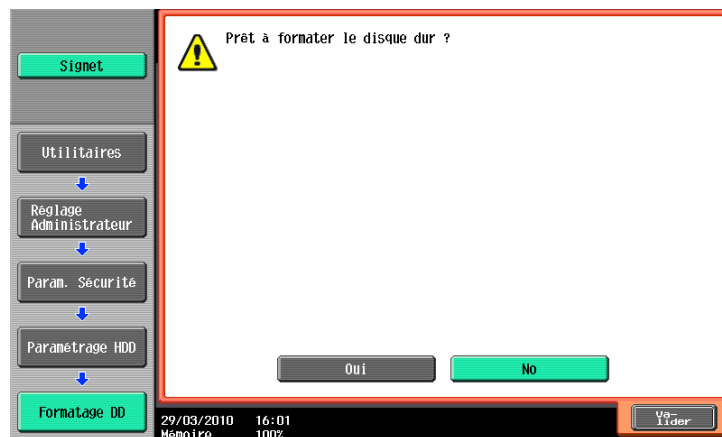 Signet
Utilitaires
Réglage
Administrateur
Param. Sécurité
Paramétrage HDD
Formatage DD
Prêt à formater le disque dur ?
Oui
No
29/03/2010 16:01
Mémoire 100%
Va-
lider